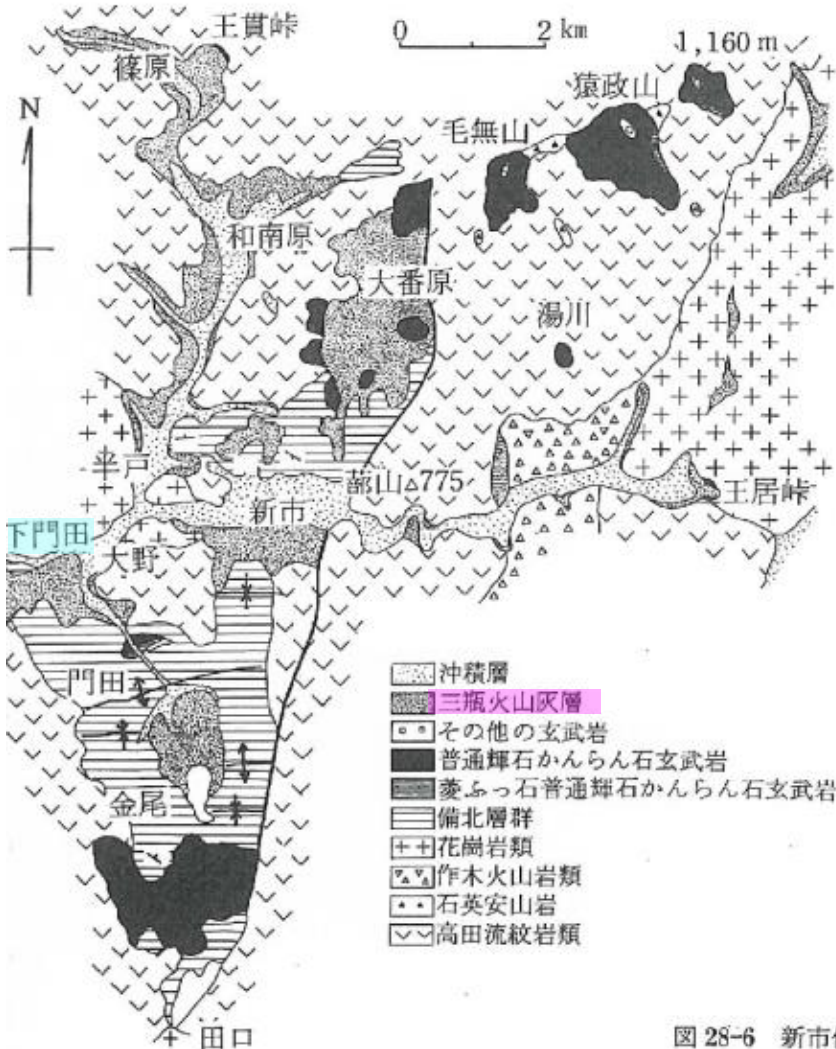 王貫峠
0 2 km
篠原
1,160 m
猿政山
N
毛無山
和南原
大番原
湯川
半戸
蔀山 775
王居峠
新市
下門田
大野
門田
金尾
田口
沖積層
三瓶火山灰層
その他の玄武岩
普通輝石かんらん石玄武岩
菱ふっ石普通輝石かんらん石玄武岩
備北層群
花崗岩類
作木火山岩類
石英安山岩
高田流紋岩類
図 28-6 新市